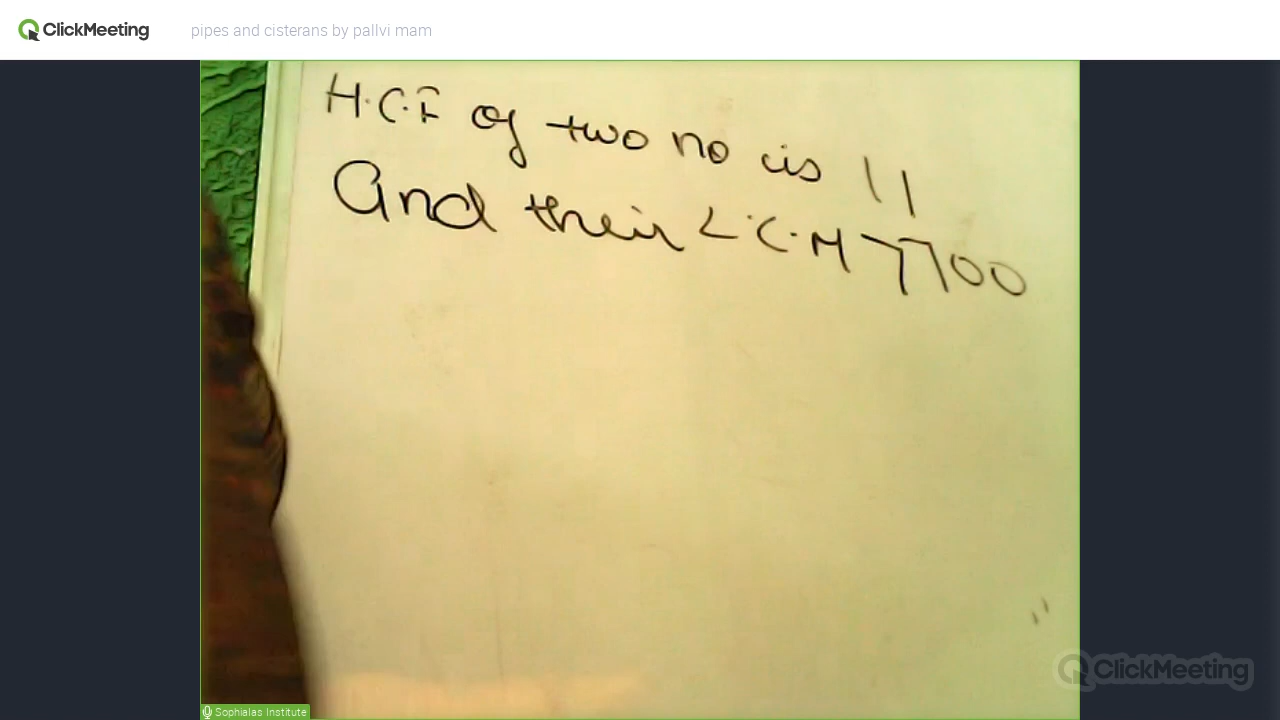 ClickMeeting
pipes and cisterans by pallvi mam
H.C.F of two no is 11
And their L.C.M 7700
ClickMeeting
Sophialas Institute